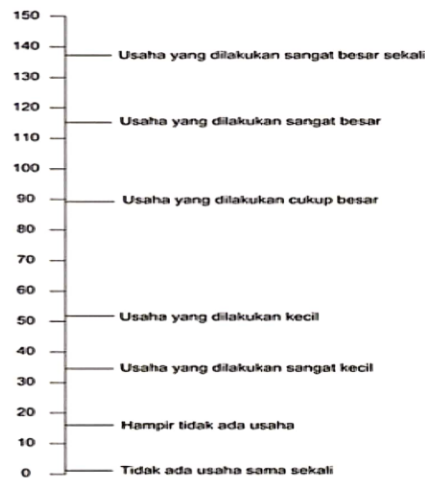 150
140
Usaha yang dilakukan sangat besar sekali
130
120
Usaha yang dilakukan sangat besar
110
100
90
Usaha yang dilakukan cukup besar
80
70
60
50
Usaha yang dilakukan kecil
40
Usaha yang dilakukan sangat kecil
30
20
Hampir tidak ada usaha
10
0
Tidak ada usaha sama sekali